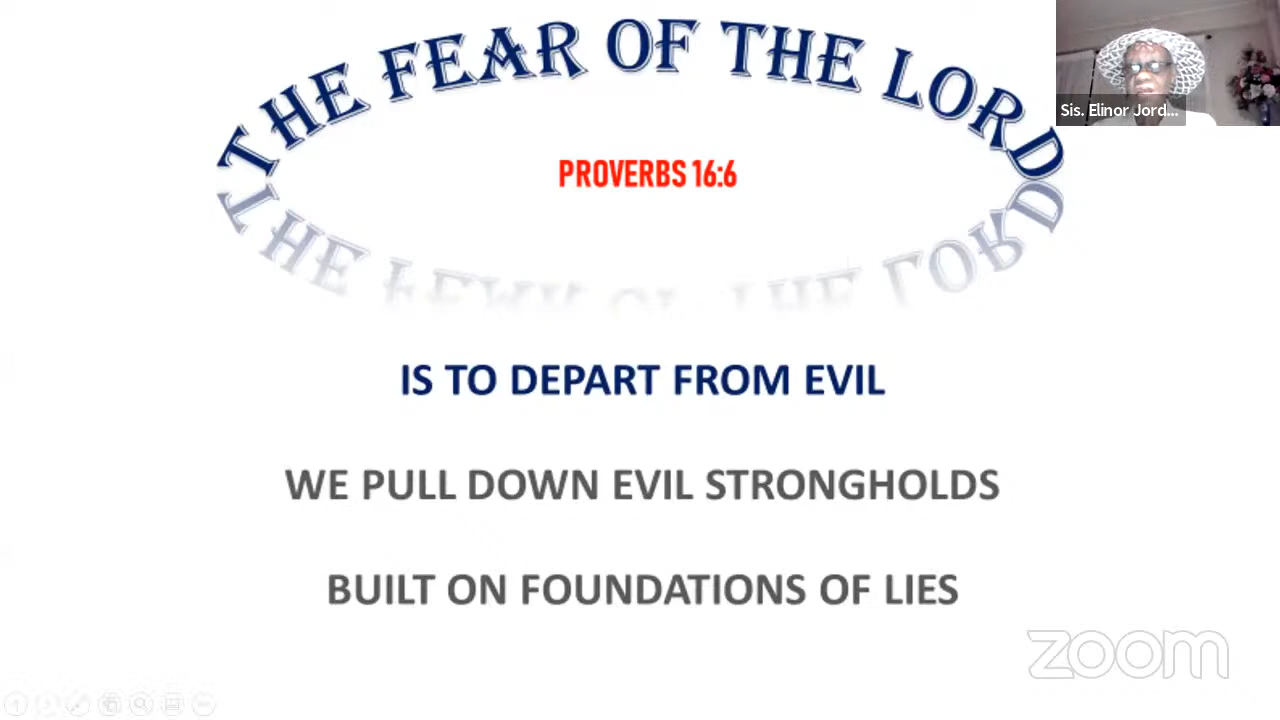 THE FEAR OF THE LORD
Sis. Elinor Jord...
PROVERBS 16:6
IS TO DEPART FROM EVIL
WE PULL DOWN EVIL STRONGHOLDS
BUILT ON FOUNDATIONS OF LIES
zoom